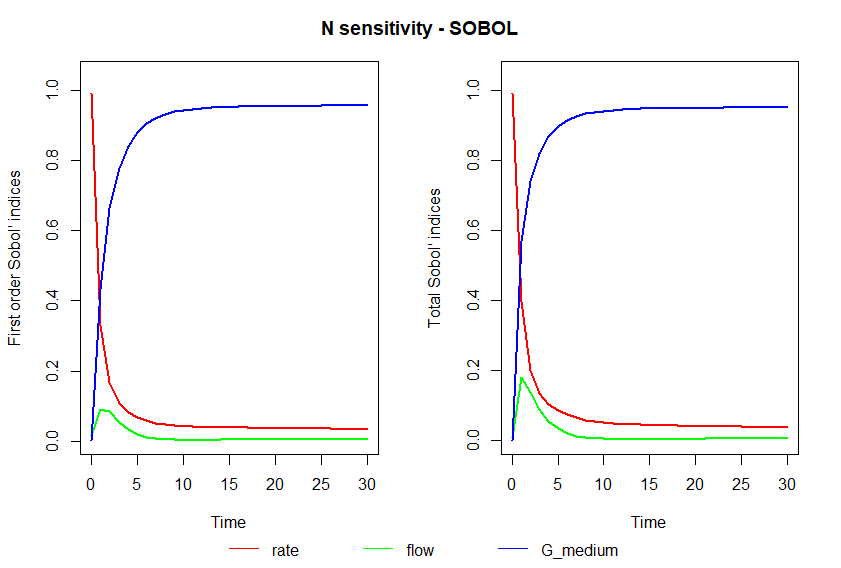 N sensitivity - SOBOL
First order Sobol' indices
1.0
0.8
0.6
0.4
0.2
0.0
0 5 10 15 20 25 30
Time
Total Sobol' indices
1.0
0.8
0.6
0.4
0.2
0.0
0 5 10 15 20 25 30
Time
rate flow G_medium